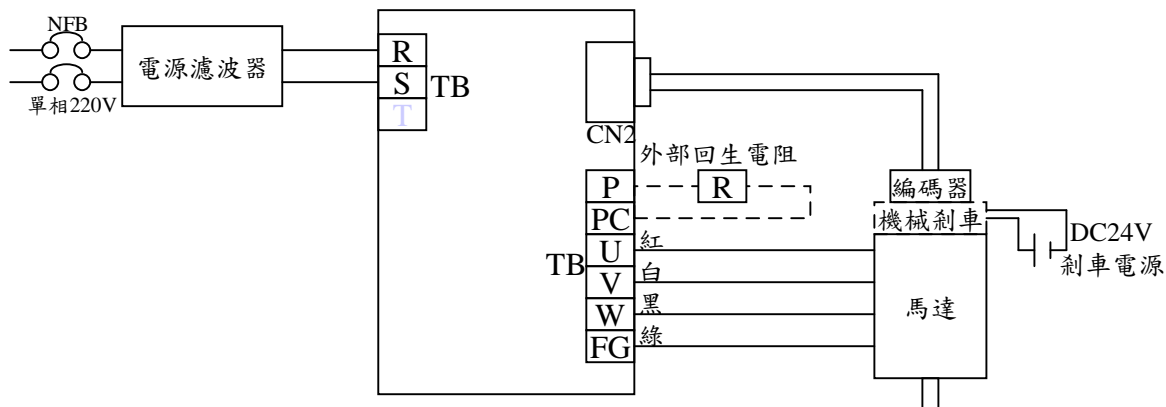 NFB
電源濾波器
單相220V
R
S
T
TB
CN2
外部回生電阻
P
R
PC
U
V
W
FG
TB
紅
白
黑
綠
編碼器
機械剎車
馬達
DC24V
剎車電源